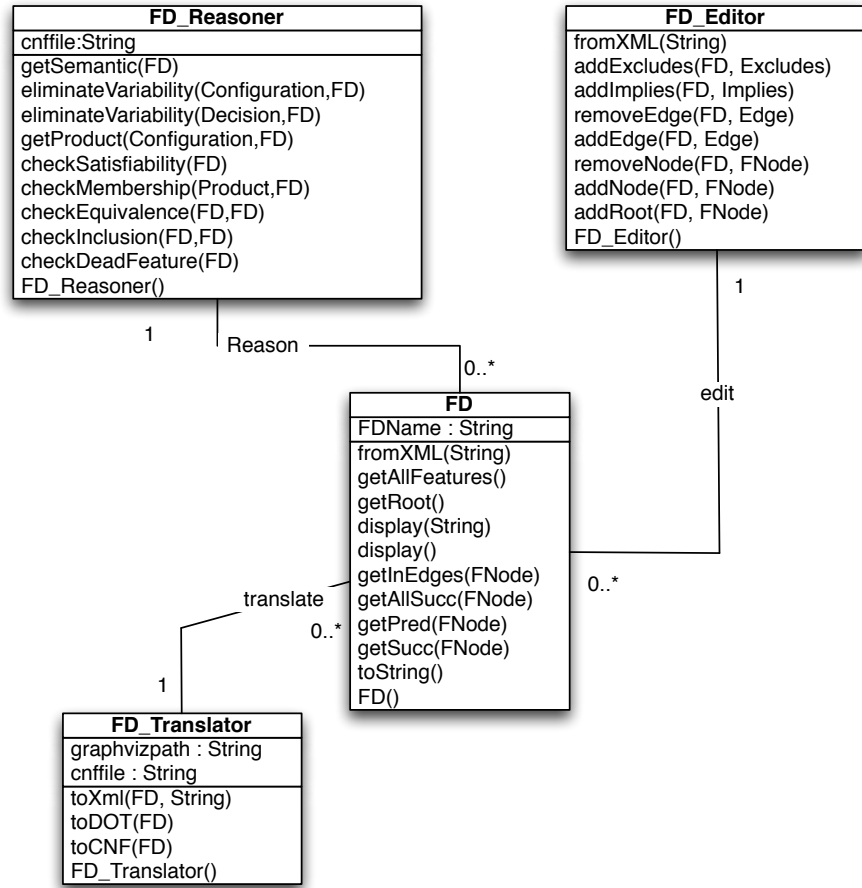 FD_Reasoner
cnffile:String
getSemantic(FD)
eliminateVariability(Configuration,FD)
eliminateVariability(Decision,FD)
getProduct(Configuration,FD)
checkSatisfiability(FD)
checkMembership(Product,FD)
checkEquivalence(FD,FD)
checkInclusion(FD,FD)
checkDeadFeature(FD)
FD_Reasoner()
FD_Editor
fromXML(String)
addExcludes(FD, Excludes)
addImplies(FD, Implies)
removeEdge(FD, Edge)
addEdge(FD, Edge)
removeNode(FD, FNode)
addNode(FD, FNode)
addRoot(FD, FNode)
FD_Editor()
1
Reason
0..*
1
edit
0..*
FD
FDName : String
fromXML(String)
getAllFeatures()
getRoot()
display(String)
display()
getInEdges(FNode)
getAllSucc(FNode)
getPred(FNode)
getSucc(FNode)
toString()
FD()
translate
0..*
1
FD_Translator
graphvizpath : String
cnffile : String
toXml(FD, String)
toDOT(FD)
toCNF(FD)
FD_Translator()